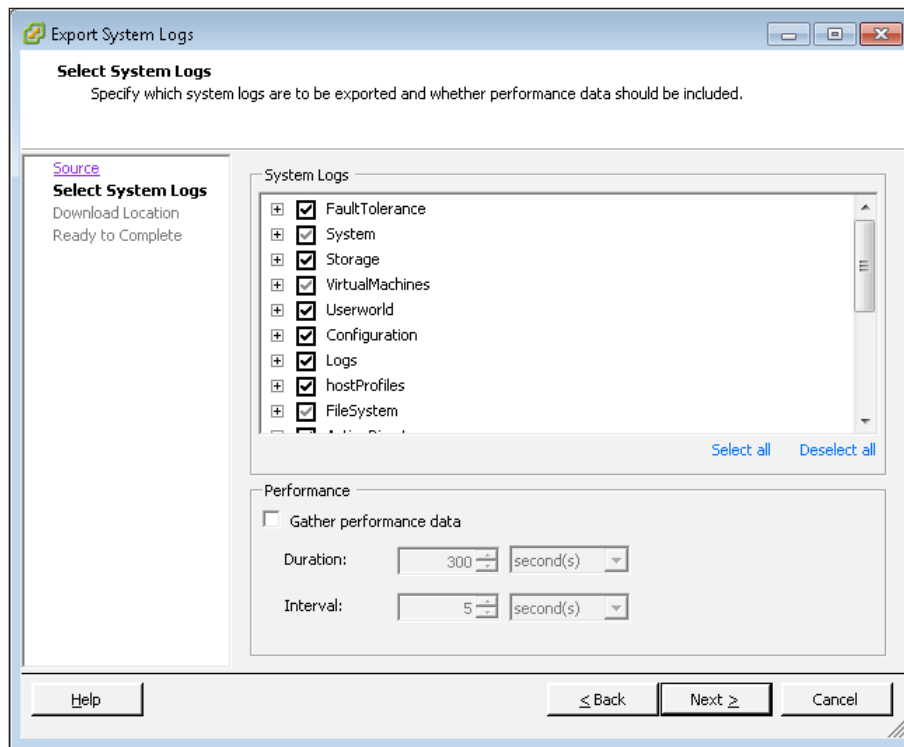 Export System Logs
Select System Logs
Specify which system logs are to be exported and whether performance data should be included.
Source
Select System Logs
Download Location
Ready to Complete
System Logs
FaultTolerance
System
Storage
VirtualMachines
Userworld
Configuration
Logs
hostProfiles
FileSystem
Select all Deselect all
Performance
Gather performance data
Duration: 300 second(s)
Interval: 5 second(s)
Help < Back Next > Cancel